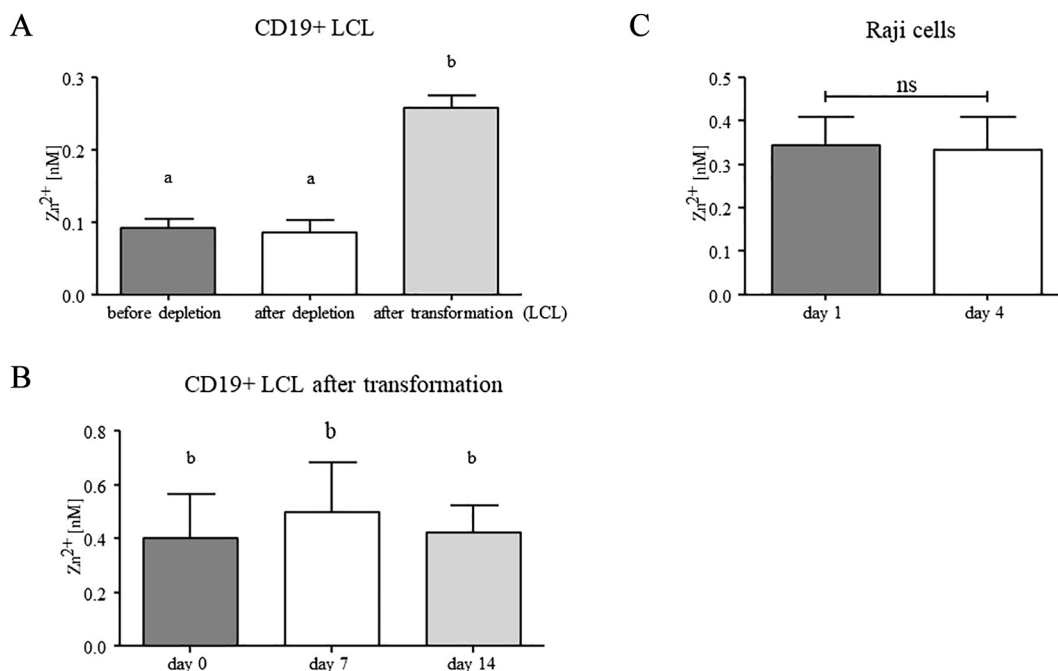 A
CD19+ LCL
b
0.3
0.2
0.1
0.0
Zn2+ [nM]
a
a
before depletion
after depletion
after transformation (LCL)
C
Raji cells
0.5
0.4
0.3
0.2
0.1
0.0
Zn2+ [nM]
ns
day 1
day 4
B
CD19+ LCL after transformation
0.8
0.6
0.4
0.2
0.0
Zn2+ [nM]
b
b
b
day 0
day 7
day 14